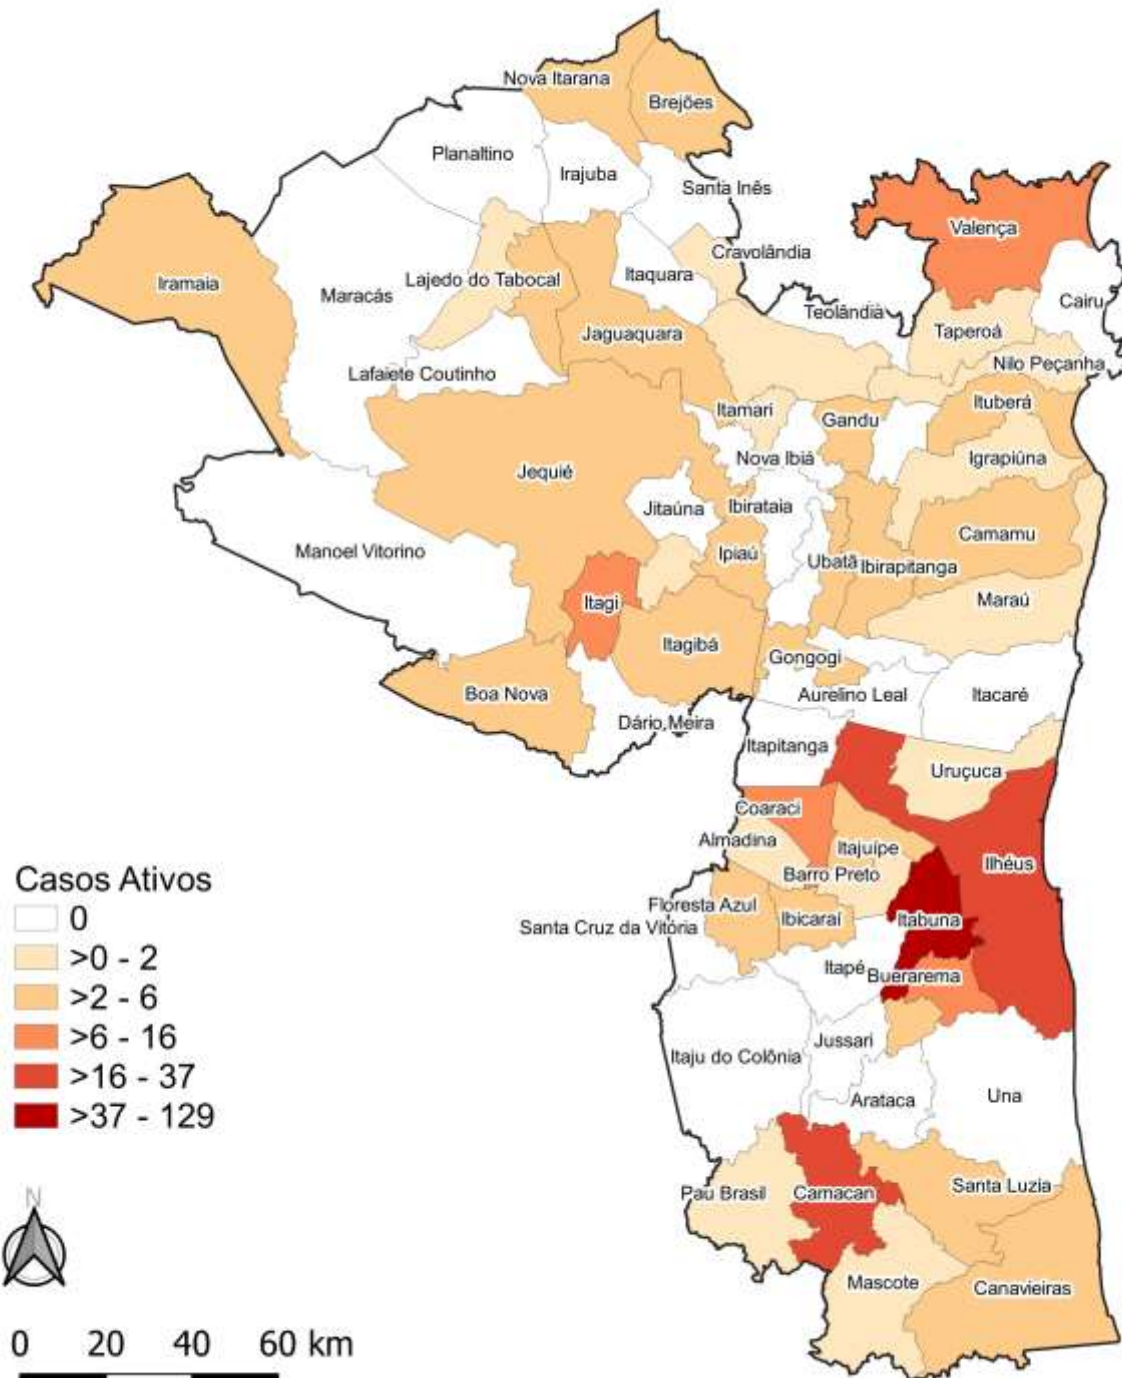 Nova Itarana
Brejões
Planaltino
Irajuba
Santa Inês
Valença
Cravolândia
Iramaia
Maracás
Lajedo do Tabocal
Itaquara
Cairu
Teolândia
Jaguaquara
Taperoá
Lafaiete Coutinho
Nilo Peçanha
Itamari
Gandu
Ituberá
Jequié
Nova Ibiá
Igrapiúna
Jitaúna
Ibirataia
Camamu
Manoel Vitorino
Ipiaú
Ubatã
Ibirapitanga
Itagi
Maraú
Itagibá
Gongogi
Boa Nova
Aurelino Leal
Itacaré
Dário Meira
Itapitanga
Uruçuca
Coaraci
Almadina
Itajuípe
Ilhéus
Barro Preto
Floresta Azul
Ibicaraí
Itabuna
Santa Cruz da Vitória
Itapé
Buerarema
Jussari
Itaju do Colônia
Arataca
Una
Pau Brasil
Camacan
Santa Luzia
Mascote
Canavieiras
Casos Ativos
0
>0 - 2
>2 - 6
>6 - 16
>16 - 37
>37 - 129
N
0 20 40 60 km